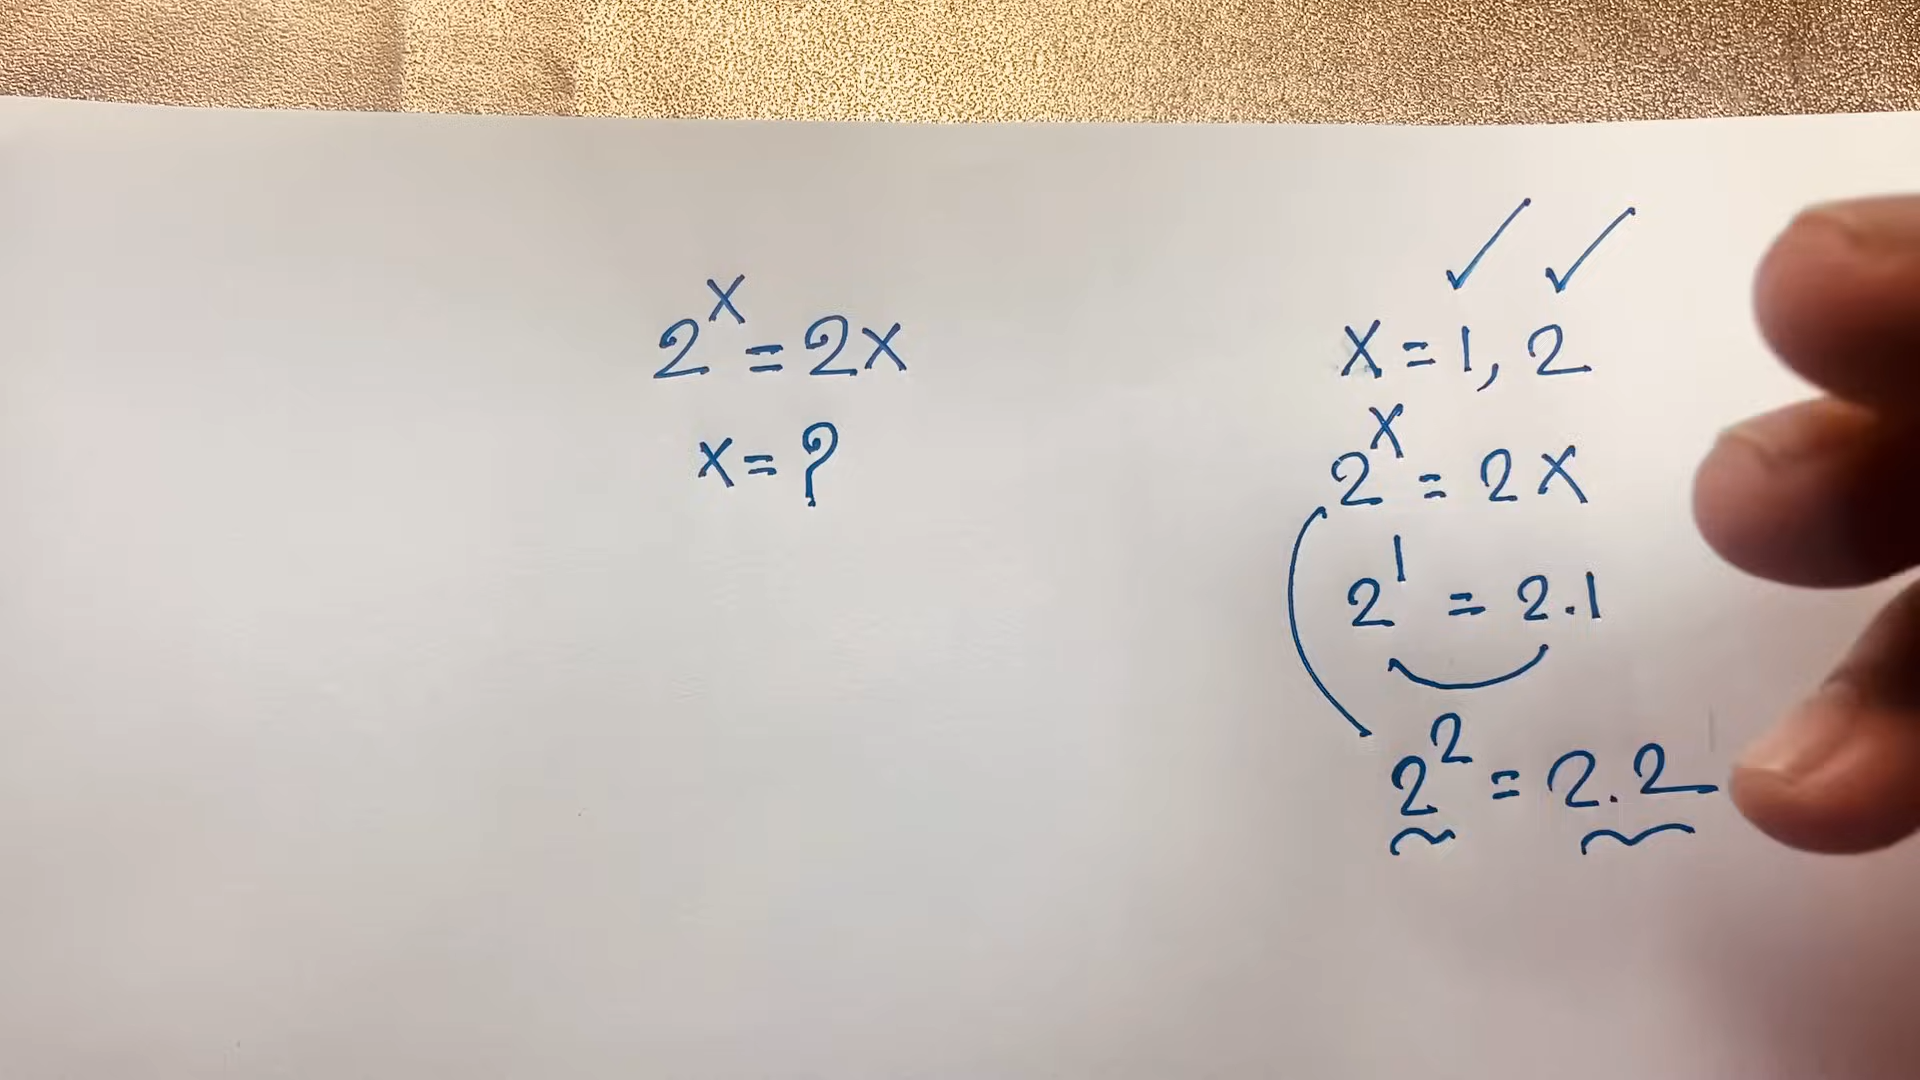 2^x = 2x
x = ?
x = 1, 2
2^x = 2x
2^1 = 2.1
2^2 = 2.2